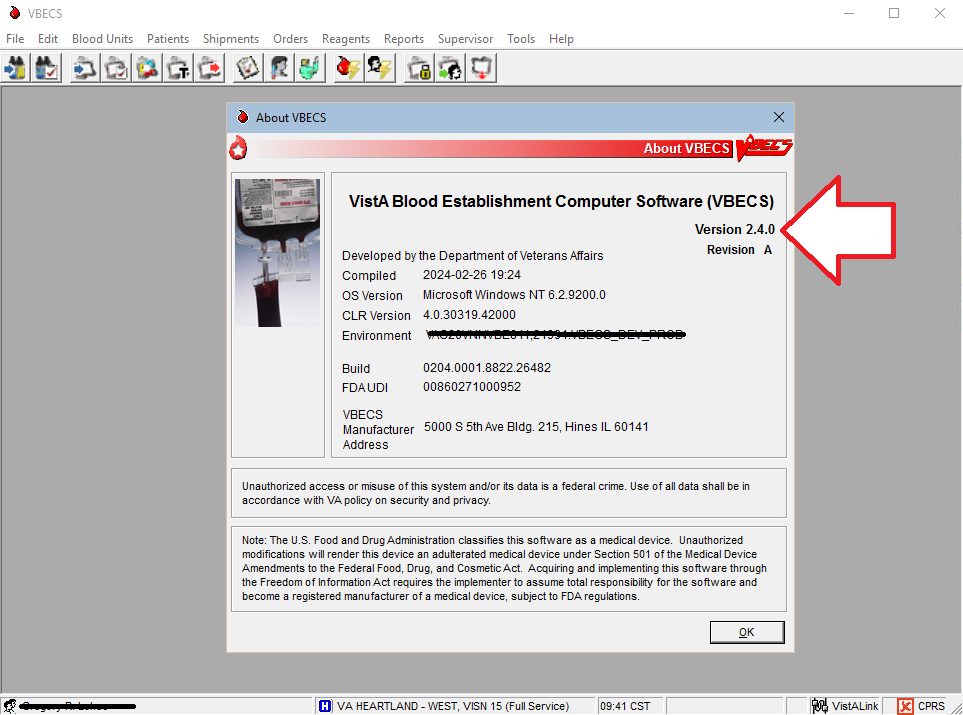 VBECS
File Edit Blood Units Patients Shipments Orders Reagents Reports Supervisor Tools Help
About VBECS
About VBECS VBECS
VistA Blood Establishment Computer Software (VBECS)
Version 2.4.0
Revision A
Developed by the Department of Veterans Affairs
Compiled 2024-02-26 19:24
OS Version Microsoft Windows NT 6.2.9200.0
CLR Version 4.0.30319.42000
Environment
Build 0204.0001.8822.26482
FDA UDI 00860271000952
VBECS
Manufacturer 5000 S 5th Ave Bldg. 215, Hines IL 60141
Address
Unauthorized access or misuse of this system and/or its data is a federal crime. Use of all data shall be in
accordance with VA policy on security and privacy.
Note: The U.S. Food and Drug Administration classifies this software as a medical device. Unauthorized
modifications will render this device an adulterated medical device under Section 501 of the Medical Device
Amendments to the Federal Food, Drug, and Cosmetic Act. Acquiring and implementing this software through
the Freedom of Information Act requires the implementer to assume total responsibility for the software and
become a registered manufacturer of a medical device, subject to FDA regulations.
OK
H VA HEARTLAND - WEST, VISN 15 (Full Service) 09:41 CST VistALink CPRS